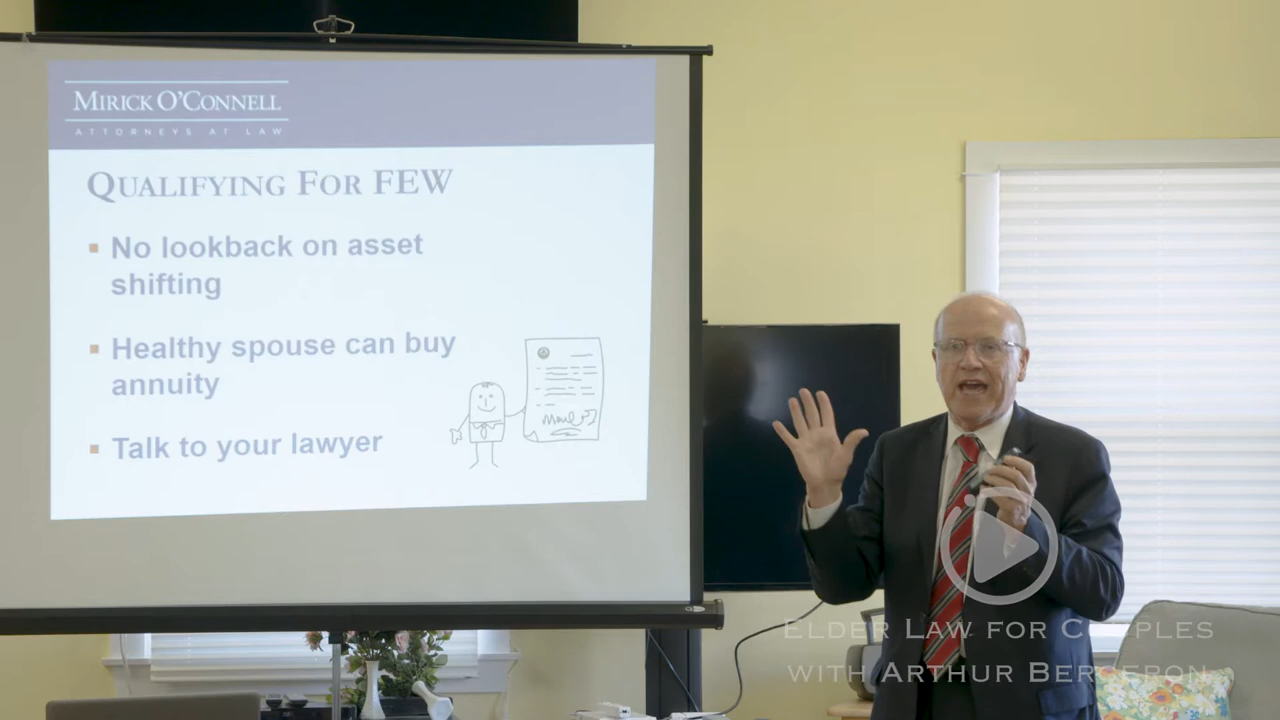 MIRICK O'CONNELL
ATTORNEYS AT LAW
QUALIFYING FOR FEW
No lookback on asset
shifting
Healthy spouse can buy
annuity
Talk to your lawyer
ELDER LAW FOR COUPLES
WITH ARTHUR BERGERON